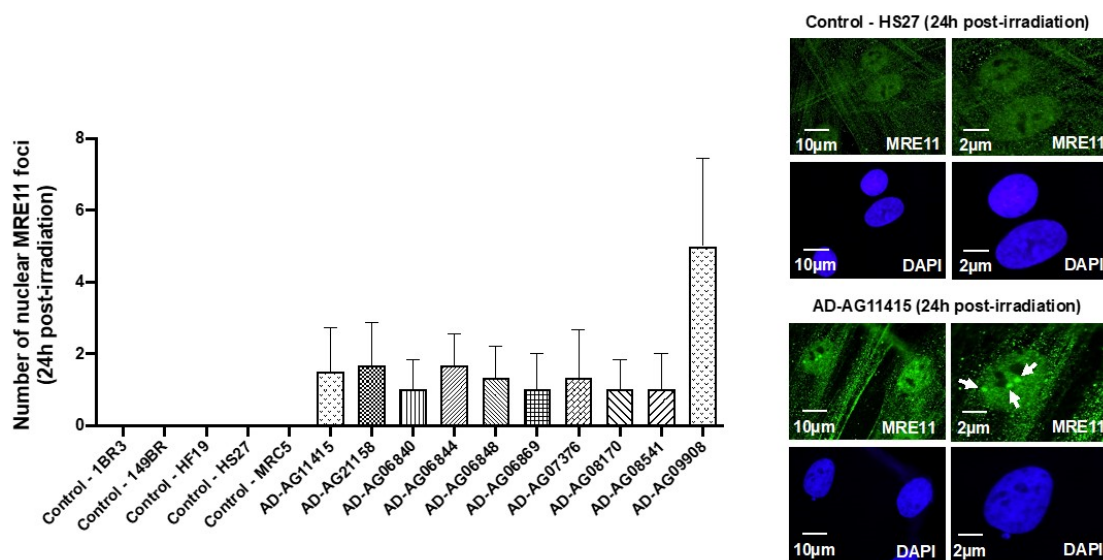 Number of nuclear MRE11 foci
(24h post-irradiation)
8
6
4
2
0
Control - 1BR3
Control - 149BR
Control - HF19
Control - HS27
Control - MRC5
AD-AG11415
AD-AG21158
AD-AG06840
AD-AG06844
AD-AG06848
AD-AG06869
AD-AG07376
AD-AG08170
AD-AG08541
AD-AG09908
Control - HS27 (24h post-irradiation)
10µm MRE11
2µm MRE11
10µm DAPI
2µm DAPI
AD-AG11415 (24h post-irradiation)
10µm MRE11
2µm MRE11
10µm DAPI
2µm DAPI